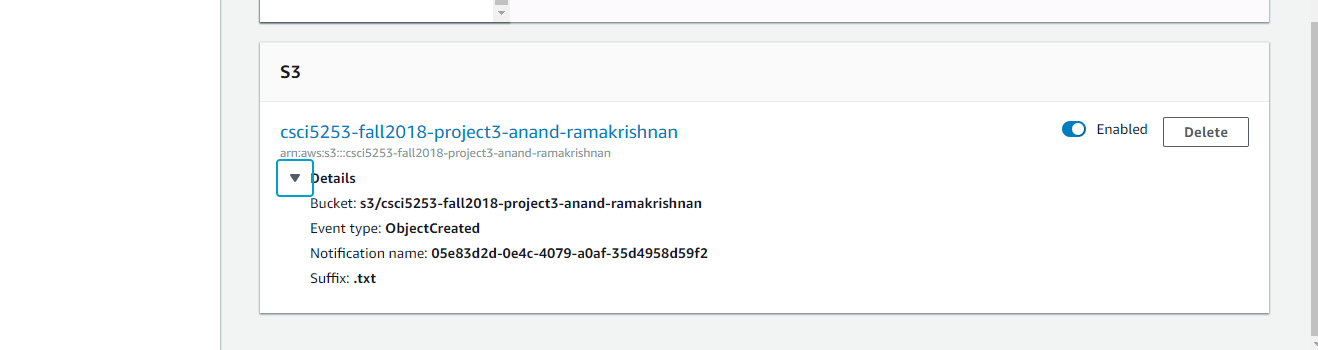 S3
csci5253-fall2018-project3-anand-ramakrishnan
Enabled
Delete
arn:aws:s3:::csci5253-fall2018-project3-anand-ramakrishnan
Details
Bucket: s3/csci5253-fall2018-project3-anand-ramakrishnan
Event type: ObjectCreated
Notification name: 05e83d2d-0e4c-4079-a0af-35d4958d59f2
Suffix: .txt